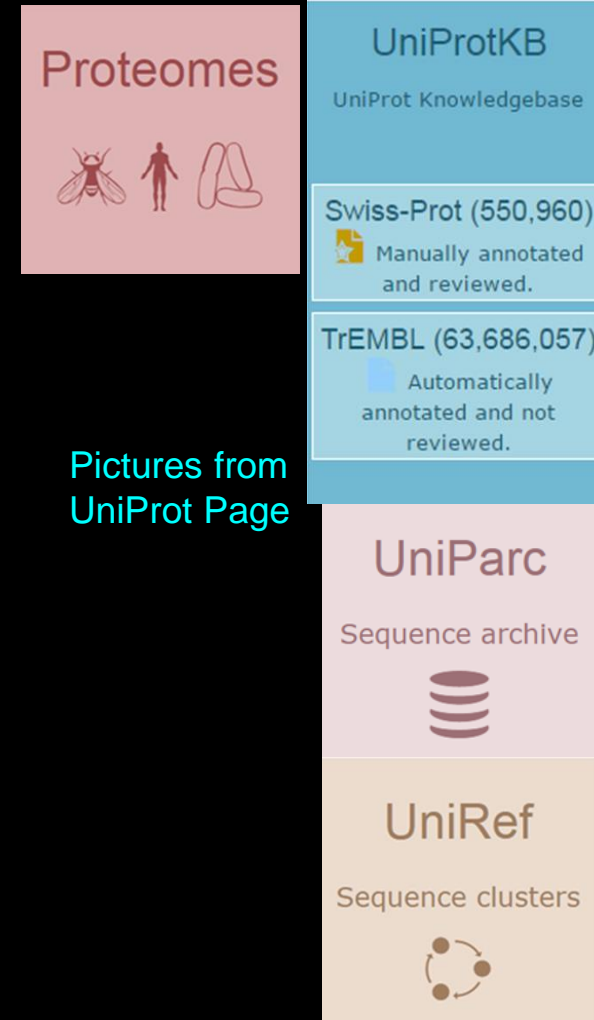 Proteomes
UniProtKB
UniProt Knowledgebase
Swiss-Prot (550,960)
Manually annotated
and reviewed.
TrEMBL (63,686,057)
Automatically
annotated and not
reviewed.
Pictures from
UniProt Page
UniParc
Sequence archive
UniRef
Sequence clusters